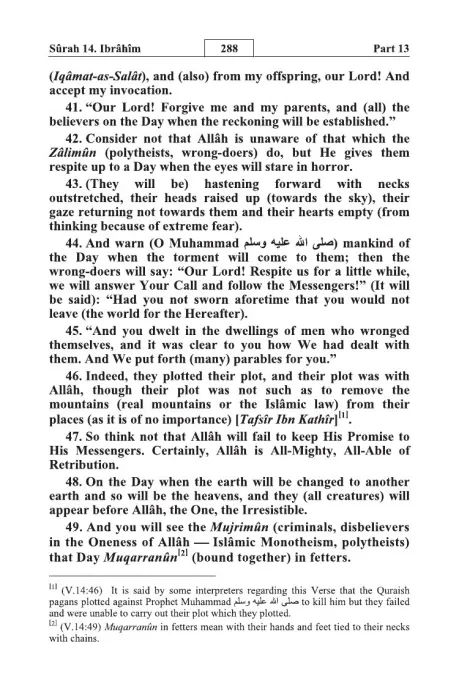 Sûrah 14. Ibrâhîm 288 Part 13
(Iqâmat-as-Salât), and (also) from my offspring, our Lord! And
accept my invocation.
41. “Our Lord! Forgive me and my parents, and (all) the
believers on the Day when the reckoning will be established.”
42. Consider not that Allâh is unaware of that which the
Zâlimûn (polytheists, wrong-doers) do, but He gives them
respite up to a Day when the eyes will stare in horror.
43. (They will be) hastening forward with necks
outstretched, their heads raised up (towards the sky), their
gaze returning not towards them and their hearts empty (from
thinking because of extreme fear).
44. And warn (O Muhammad صلى الله عليه وسلم) mankind of
the Day when the torment will come to them; then the
wrong-doers will say: “Our Lord! Respite us for a little while,
we will answer Your Call and follow the Messengers!” (It will
be said): “Had you not sworn aforetime that you would not
leave (the world for the Hereafter).
45. “And you dwelt in the dwellings of men who wronged
themselves, and it was clear to you how We had dealt with
them. And We put forth (many) parables for you.”
46. Indeed, they plotted their plot, and their plot was with
Allâh, though their plot was not such as to remove the
mountains (real mountains or the Islâmic law) from their
places (as it is of no importance) [Tafsîr Ibn Kathîr][1].
47. So think not that Allâh will fail to keep His Promise to
His Messengers. Certainly, Allâh is All-Mighty, All-Able of
Retribution.
48. On the Day when the earth will be changed to another
earth and so will be the heavens, and they (all creatures) will
appear before Allâh, the One, the Irresistible.
49. And you will see the Mujrimûn (criminals, disbelievers
in the Oneness of Allâh — Islâmic Monotheism, polytheists)
that Day Muqarranûn[2] (bound together) in fetters.
[1] (V.14:46) It is said by some interpreters regarding this Verse that the Quraish
pagans plotted against Prophet Muhammad صلى الله عليه وسلم to kill him but they failed
and were unable to carry out their plot which they plotted.
[2] (V.14:49) Muqarranûn in fetters mean with their hands and feet tied to their necks
with chains.